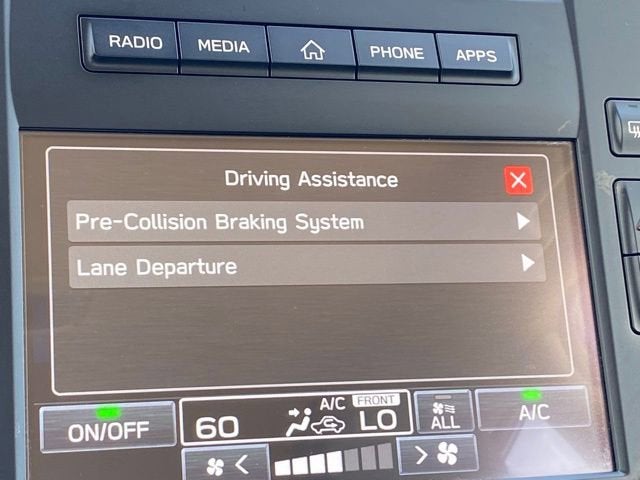 RADIO MEDIA PHONE APPS
Driving Assistance
Pre-Collision Braking System
Lane Departure
ON/OFF 60 A/C FRONT LO ALL A/C